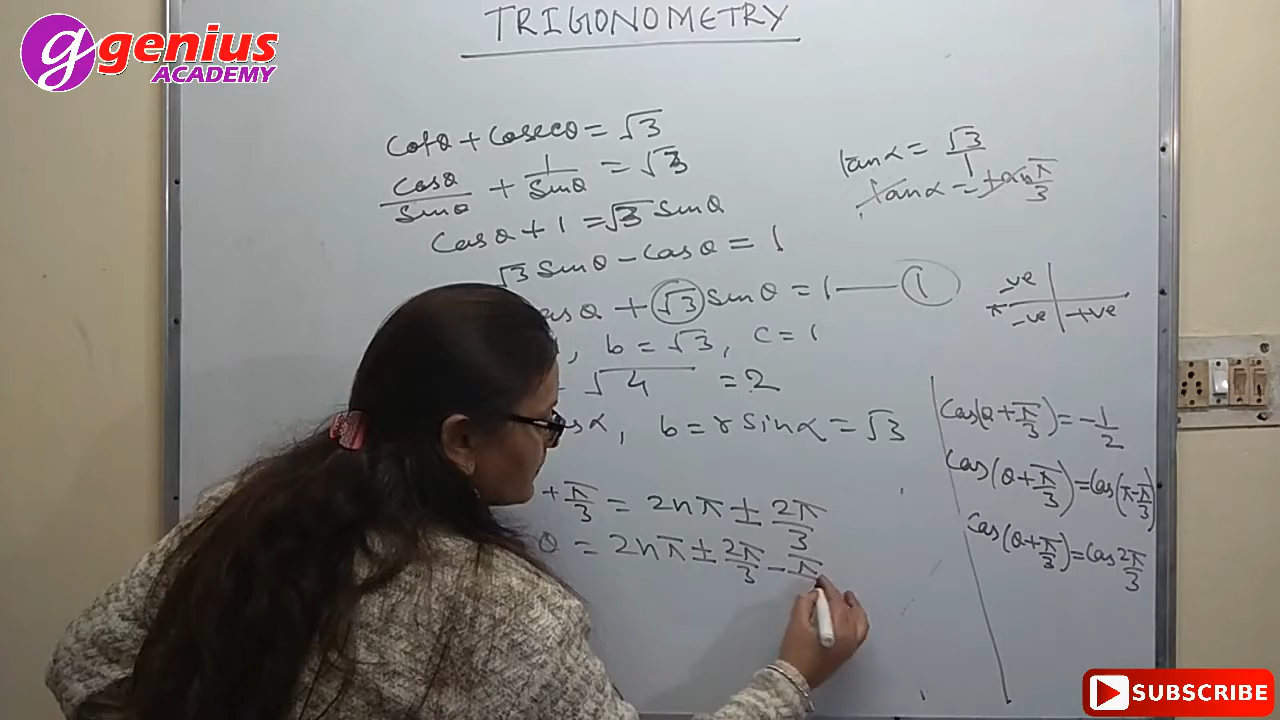 genius
ACADEMY
TRIGONOMETRY
cotθ + cosecθ = √3
cosθ/sinθ + 1/sinθ = √3
cosθ + 1 = √3 sinθ
√3 sinθ - cosθ = 1
+ √3 sinθ = 1 — ①
, b = √3, c = 1
√4 = 2
, b = r sinα = √3
+ π/3 = 2nπ ± 2π/3
θ = 2nπ ± 2π/3 - π
tanα = √3/1
tanα = tan π/3
-ve
π -ve +ve
cos(θ + π/3) = -1/2
cos(θ + π/3) = cos(π - π/3)
cos(θ + π/3) = cos 2π/3
SUBSCRIBE